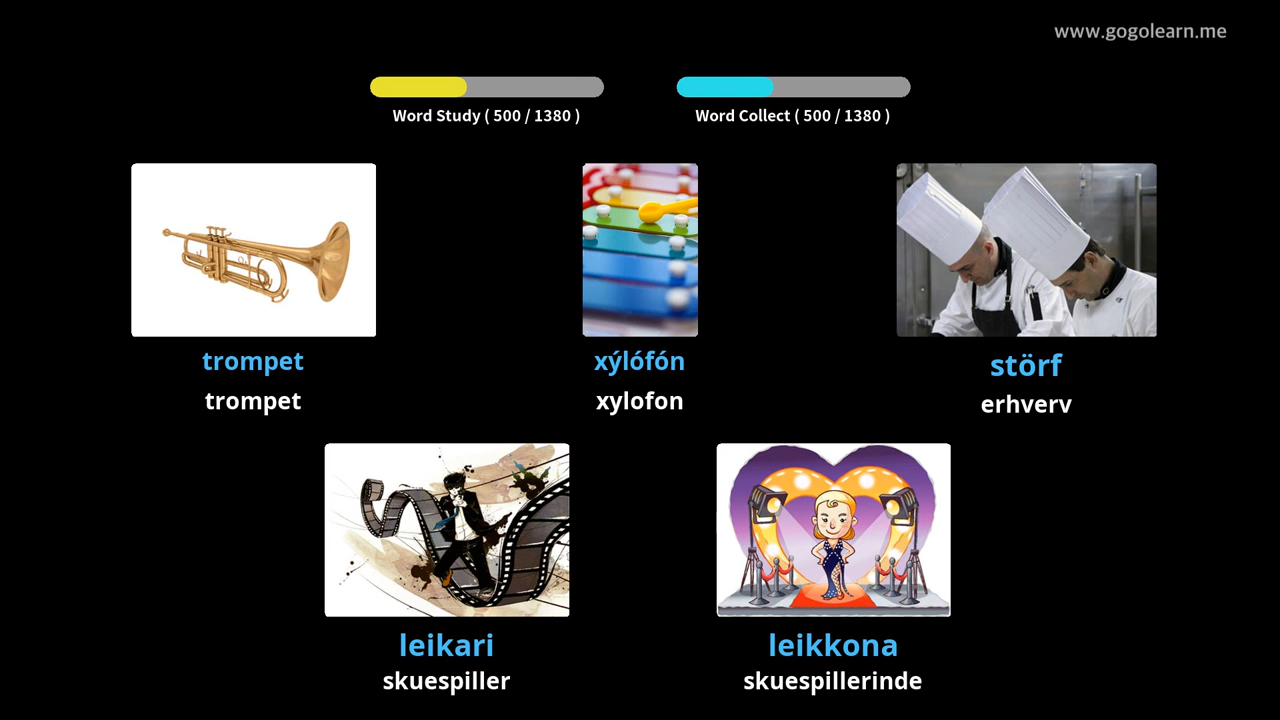 www.gogolearn.me
Word Study ( 500 / 1380 )
Word Collect ( 500 / 1380 )
trompet
trompet
xýlófón
xylofon
störf
erhverv
leikari
skuespiller
leikkona
skuespillerinde